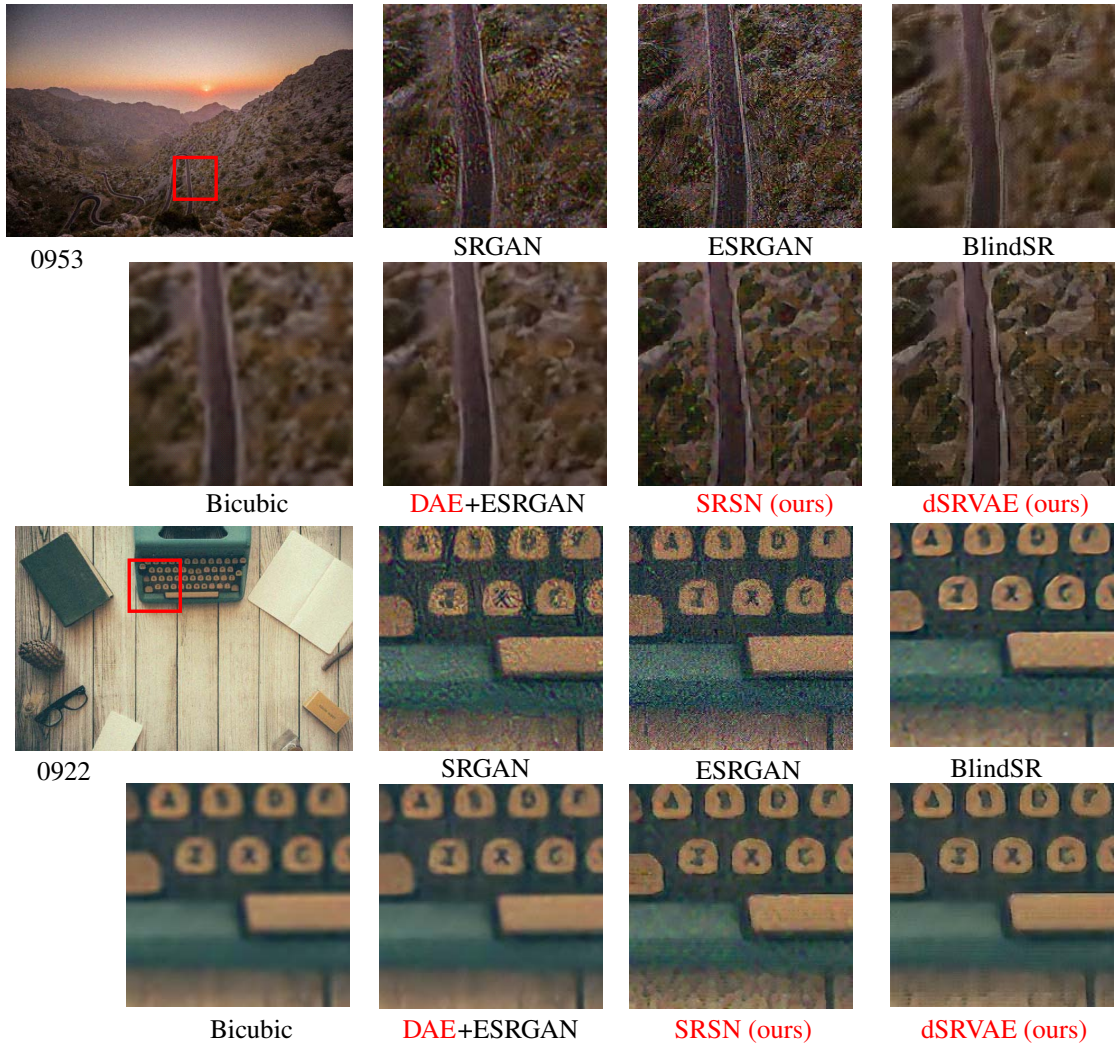 SRGAN ESRGAN BlindSR
0953
Bicubic DAE+ESRGAN SRSN (ours) dSRVAE (ours)
SRGAN ESRGAN BlindSR
0922
Bicubic DAE+ESRGAN SRSN (ours) dSRVAE (ours)